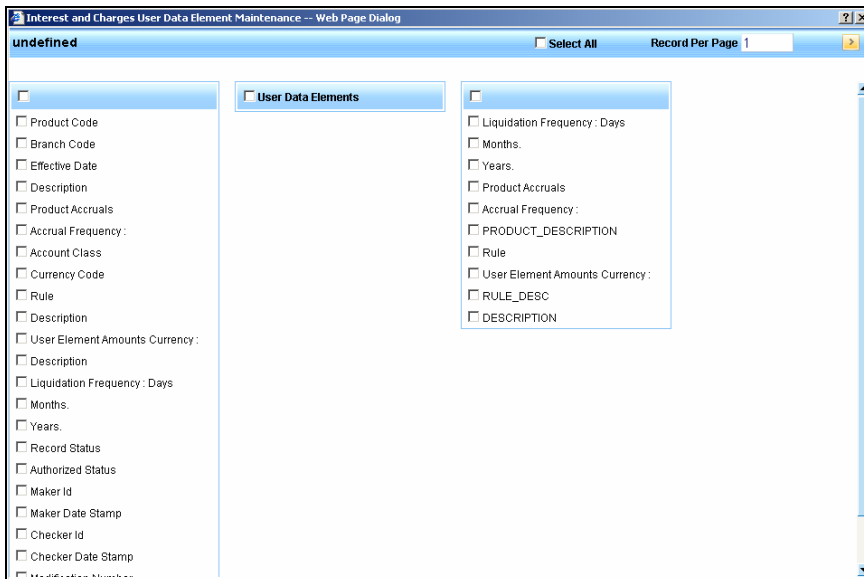 Interest and Charges User Data Element Maintenance -- Web Page Dialog
undefined
Select All
Record Per Page 1
Product Code
Branch Code
Effective Date
Description
Product Accruals
Accrual Frequency :
Account Class
Currency Code
Rule
Description
User Element Amounts Currency :
Description
Liquidation Frequency : Days
Months.
Years.
Record Status
Authorized Status
Maker Id
Maker Date Stamp
Checker Id
Checker Date Stamp
Modification Number
User Data Elements
Liquidation Frequency : Days
Months.
Years.
Product Accruals
Accrual Frequency :
PRODUCT_DESCRIPTION
Rule
User Element Amounts Currency :
RULE_DESC
DESCRIPTION